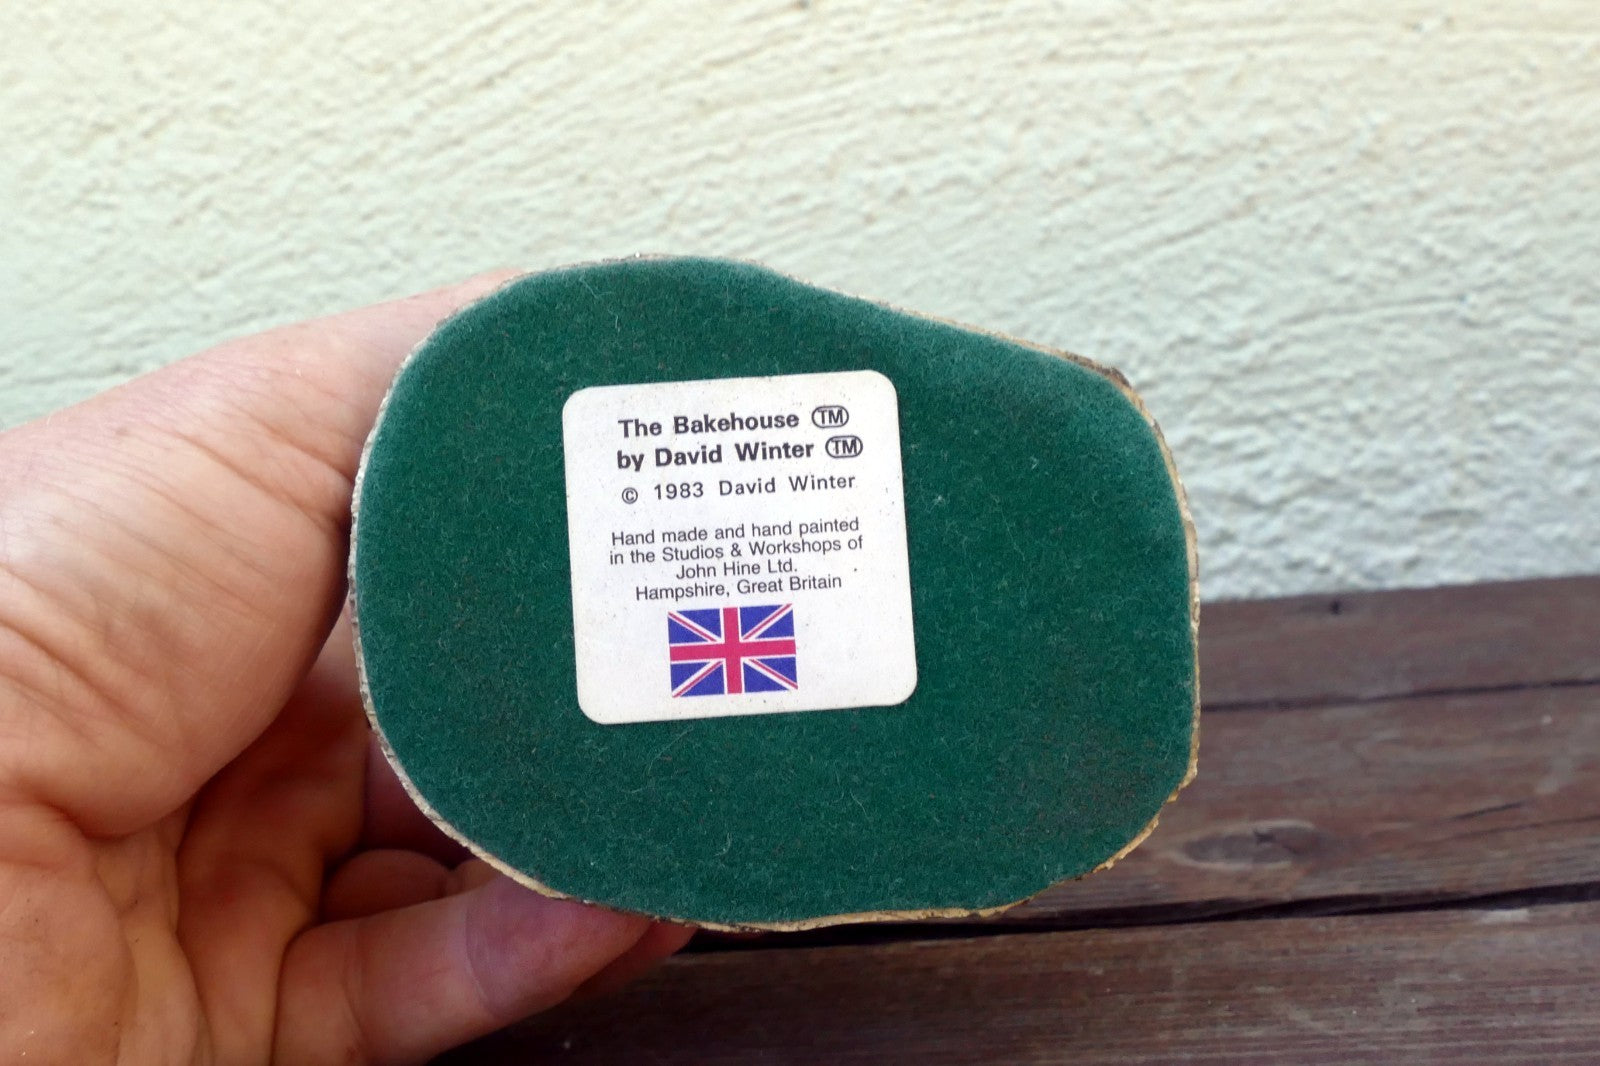 The Bakehouse ™
by David Winter ™
© 1983 David Winter
Hand made and hand painted
in the Studios & Workshops of
John Hine Ltd.
Hampshire, Great Britain